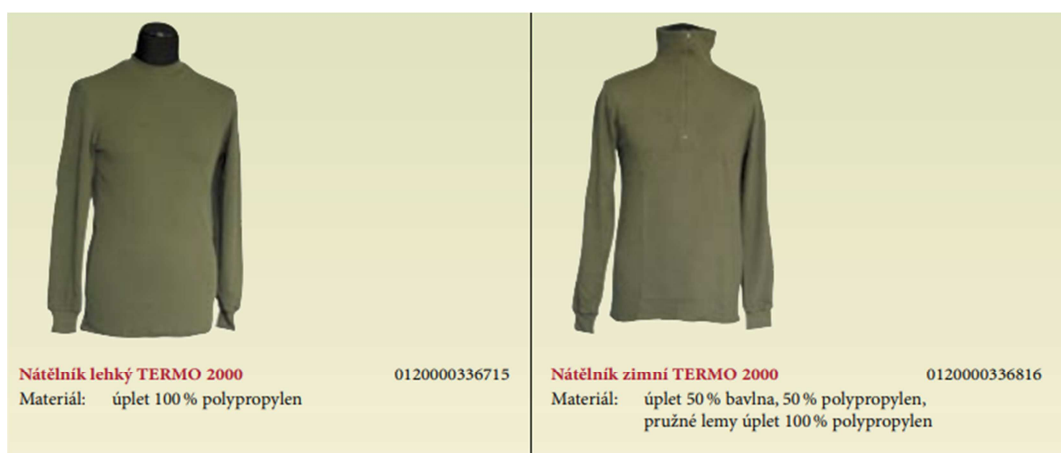 Nátělník lehký TERMO 2000 0120000336715
Materiál: úplet 100 % polypropylen
Nátělník zimní TERMO 2000 0120000336816
Materiál: úplet 50 % bavlna, 50 % polypropylen,
pružné lemy úplet 100 % polypropylen